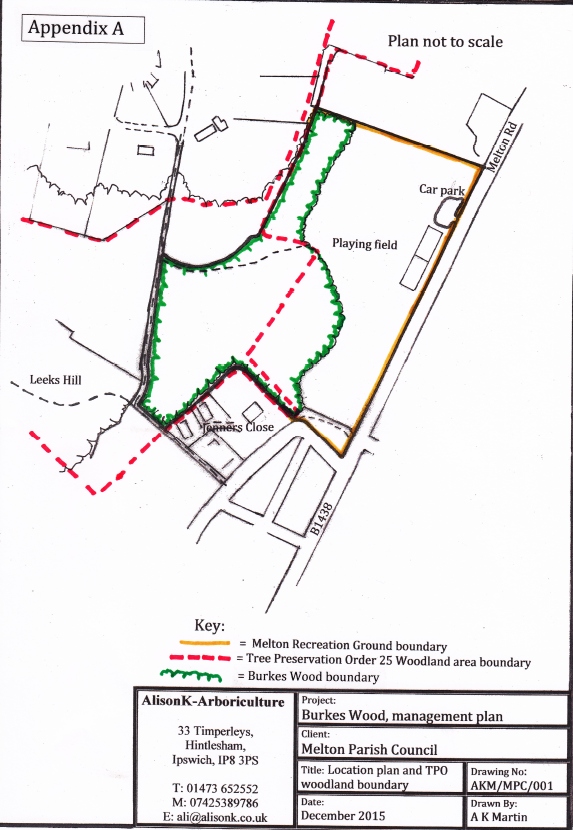 Appendix A
Plan not to scale
Melton Rd
Car park
Playing field
Leeks Hill
Jenners Close
B1438
Key:
= Melton Recreation Ground boundary
= Tree Preservation Order 25 Woodland area boundary
= Burkes Wood boundary
AlisonK-Arboriculture
33 Timperleys,
Hintlesham,
Ipswich, IP8 3PS
T: 01473 652552
M: 07425389786
E: ali@alisonk.co.uk
Project:
Burkes Wood, management plan
Client:
Melton Parish Council
Title: Location plan and TPO
woodland boundary
Drawing No:
AKM/MPC/001
Date:
December 2015
Drawn By:
A K Martin